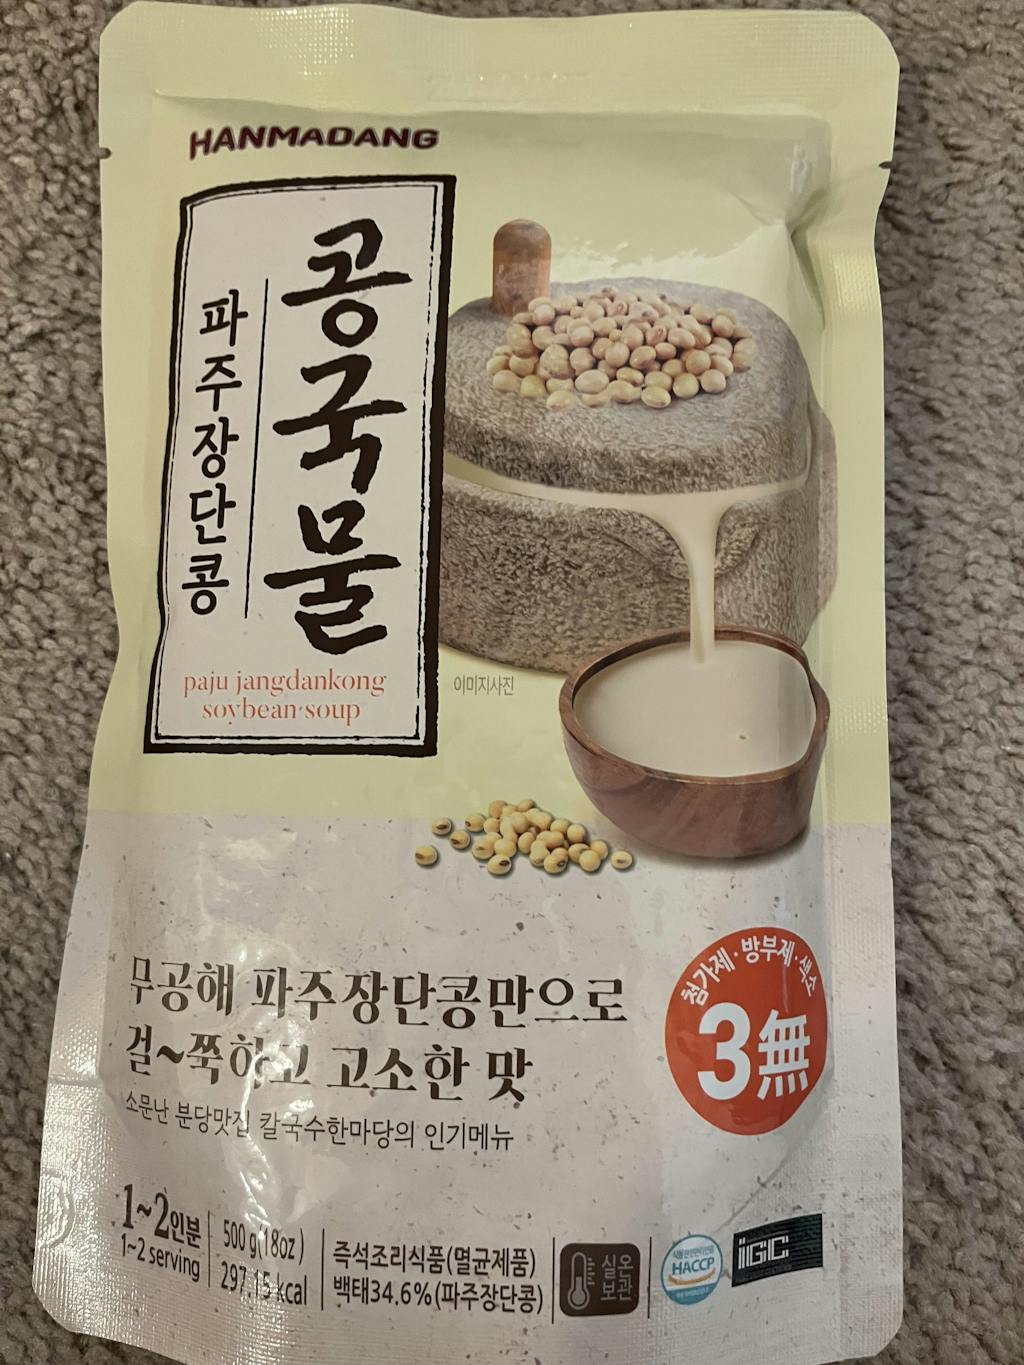 HANMADANG
콩국물
파주장단콩
paju jangdankong
soybean soup
이미지사진
첨가제·방부제·색소
3無
무공해 파주장단콩만으로
걸~쭉하고 고소한 맛
소문난 분당맛집 칼국수한마당의 인기메뉴
1~2인분
1~2 serving
500 g(18oz)
297.15 kcal
즉석조리식품(멸균제품)
백태34.6%(파주장단콩)
실온
보관
HACCP
IGC